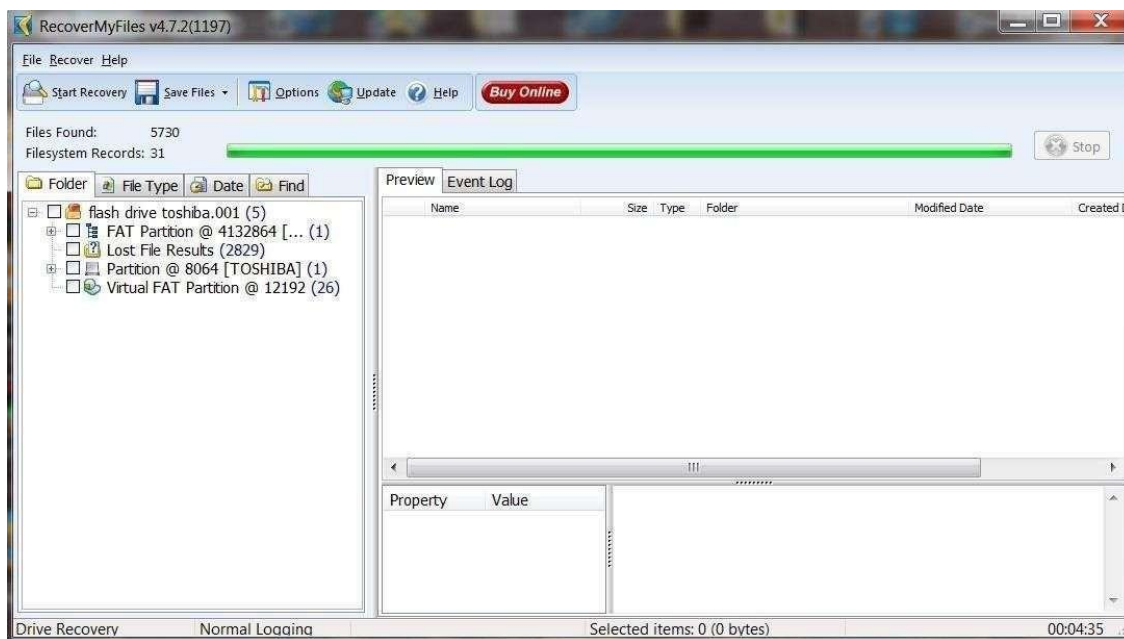 RecoverMyFiles v4.7.2(1197)
File Recover Help
Start Recovery Save Files Options Update Help Buy Online
Files Found: 5730
Filesystem Records: 31
Stop
Folder File Type Date Find
Preview Event Log
Name Size Type Folder Modified Date Created
flash drive toshiba.001 (5)
FAT Partition @ 4132864 [... (1)
Lost File Results (2829)
Partition @ 8064 [TOSHIBA] (1)
Virtual FAT Partition @ 12192 (26)
Property Value
Drive Recovery Normal Logging Selected items: 0 (0 bytes) 00:04:35